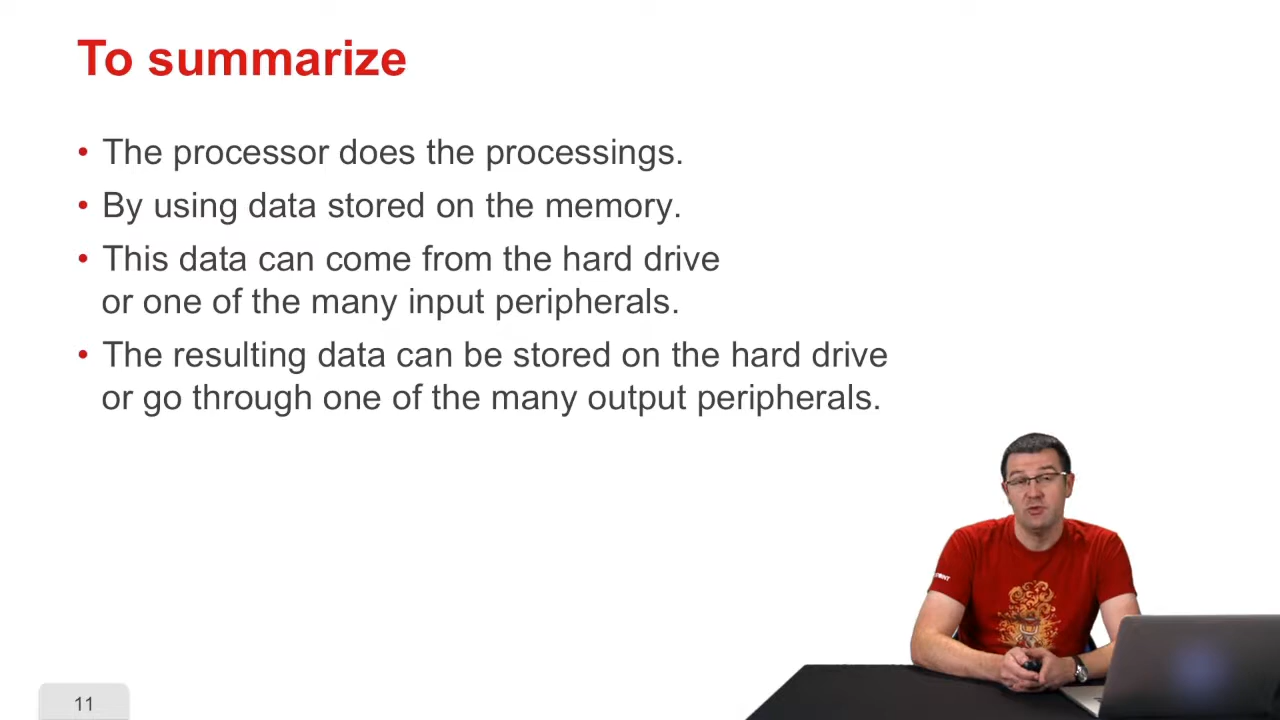 To summarize
• The processor does the processings.
• By using data stored on the memory.
• This data can come from the hard drive
or one of the many input peripherals.
• The resulting data can be stored on the hard drive
or go through one of the many output peripherals.
11